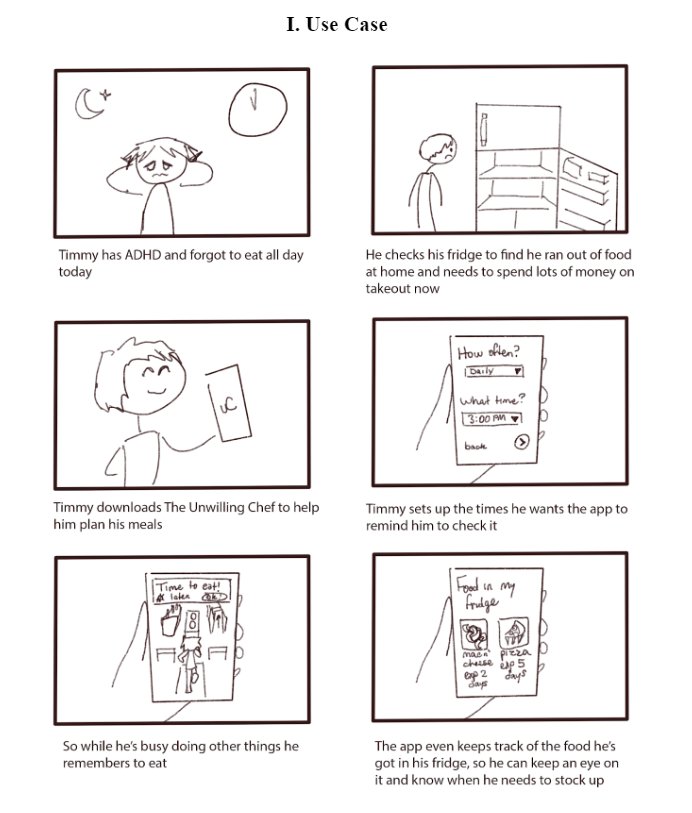 I. Use Case
Timmy has ADHD and forgot to eat all day
today
He checks his fridge to find he ran out of food
at home and needs to spend lots of money on
takeout now
UC
Timmy downloads The Unwilling Chef to help
him plan his meals
How often?
Daily
What time?
3:00 PM
back
Timmy sets up the times he wants the app to
remind him to check it
Time to eat!
later
Ok
So while he's busy doing other things he
remembers to eat
Food in my
fridge
mac n'
cheese
exp 2
days
pizza
exp 5
days
The app even keeps track of the food he's
got in his fridge, so he can keep an eye on
it and know when he needs to stock up